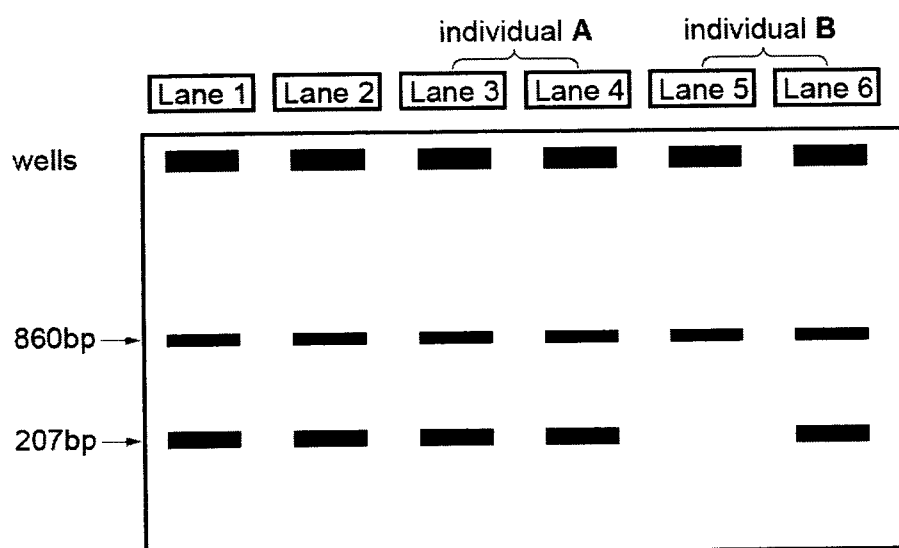 individual A individual B
Lane 1 Lane 2 Lane 3 Lane 4 Lane 5 Lane 6
wells
860bp
207bp